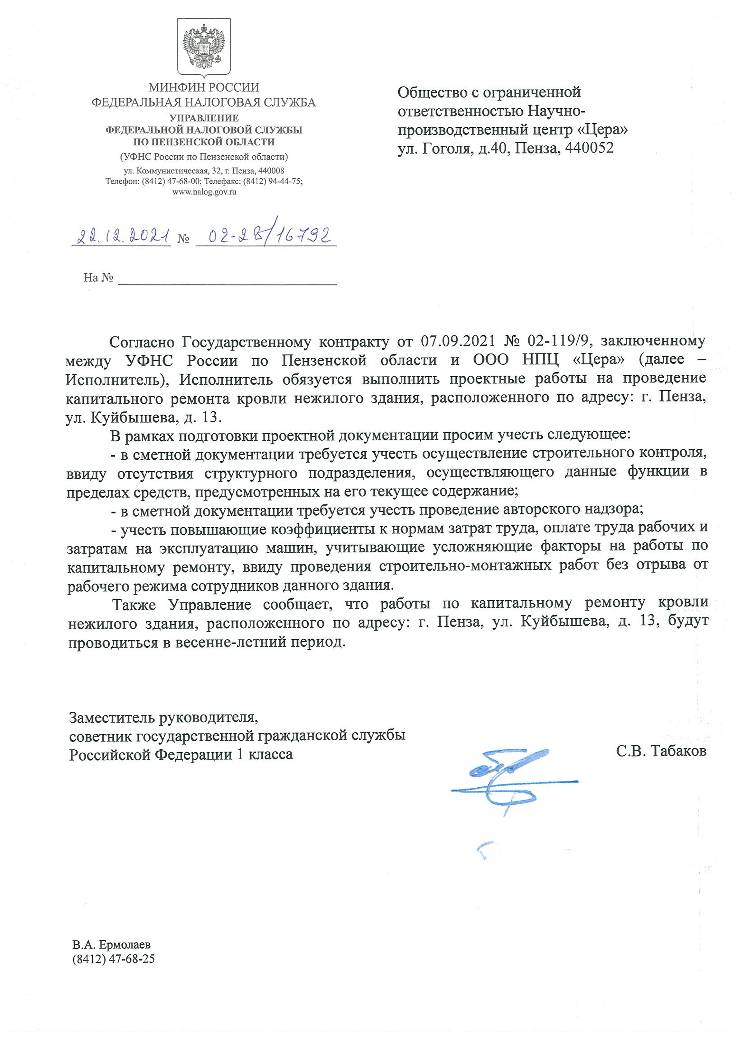 МИНФИН РОССИИ
ФЕДЕРАЛЬНАЯ НАЛОГОВАЯ СЛУЖБА
УПРАВЛЕНИЕ
ФЕДЕРАЛЬНОЙ НАЛОГОВОЙ СЛУЖБЫ
ПО ПЕНЗЕНСКОЙ ОБЛАСТИ
(УФНС России по Пензенской области)
ул. Коммунистическая, 32, г. Пенза, 440008
Телефон: (8412) 47-68-00; Телефакс: (8412) 94-44-75;
www.nalog.gov.ru
22.12.2021 № 02-28/16792
На №
Общество с ограниченной
ответственностью Научно-
производственный центр «Цера»
ул. Гоголя, д.40, Пенза, 440052
Согласно Государственному контракту от 07.09.2021 № 02-119/9, заключенному
между УФНС России по Пензенской области и ООО НПЦ «Цера» (далее –
Исполнитель), Исполнитель обязуется выполнить проектные работы на проведение
капитального ремонта кровли нежилого здания, расположенного по адресу: г. Пенза,
ул. Куйбышева, д. 13.
В рамках подготовки проектной документации просим учесть следующее:
- в сметной документации требуется учесть осуществление строительного контроля,
ввиду отсутствия структурного подразделения, осуществляющего данные функции в
пределах средств, предусмотренных на его текущее содержание;
- в сметной документации требуется учесть проведение авторского надзора;
- учесть повышающие коэффициенты к нормам затрат труда, оплате труда рабочих и
затратам на эксплуатацию машин, учитывающие усложняющие факторы на работы по
капитальному ремонту, ввиду проведения строительно-монтажных работ без отрыва от
рабочего режима сотрудников данного здания.
Также Управление сообщает, что работы по капитальному ремонту кровли
нежилого здания, расположенного по адресу: г. Пенза, ул. Куйбышева, д. 13, будут
проводиться в весенне-летний период.
Заместитель руководителя,
советник государственной гражданской службы
Российской Федерации 1 класса
С.В. Табаков
В.А. Ермолаев
(8412) 47-68-25